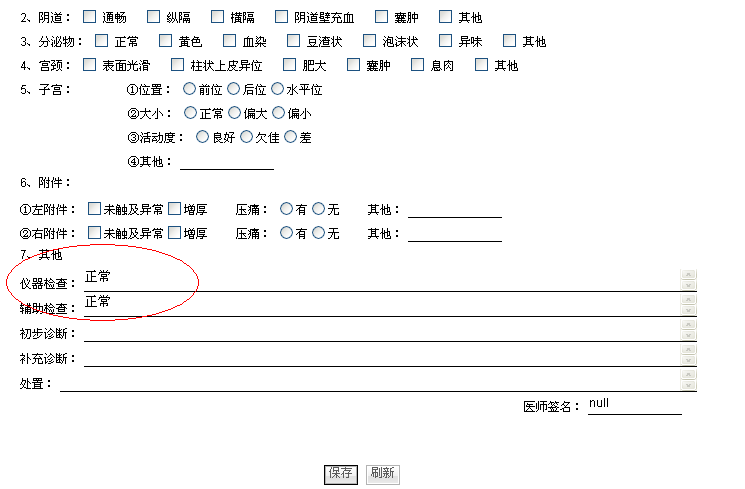 2、阴道： 通畅 纵隔 横隔 阴道壁充血 囊肿 其他
3、分泌物： 正常 黄色 血染 豆渣状 泡沫状 异味 其他
4、宫颈： 表面光滑 柱状上皮异位 肥大 囊肿 息肉 其他
5、子宫： ①位置： 前位 后位 水平位
②大小： 正常 偏大 偏小
③活动度： 良好 欠佳 差
④其他：
6、附件：
①左附件： 未触及异常 增厚 压痛： 有 无 其他：
②右附件： 未触及异常 增厚 压痛： 有 无 其他：
7、其他
仪器检查： 正常
辅助检查： 正常
初步诊断：
补充诊断：
处置：
医师签名： null
保存 刷新